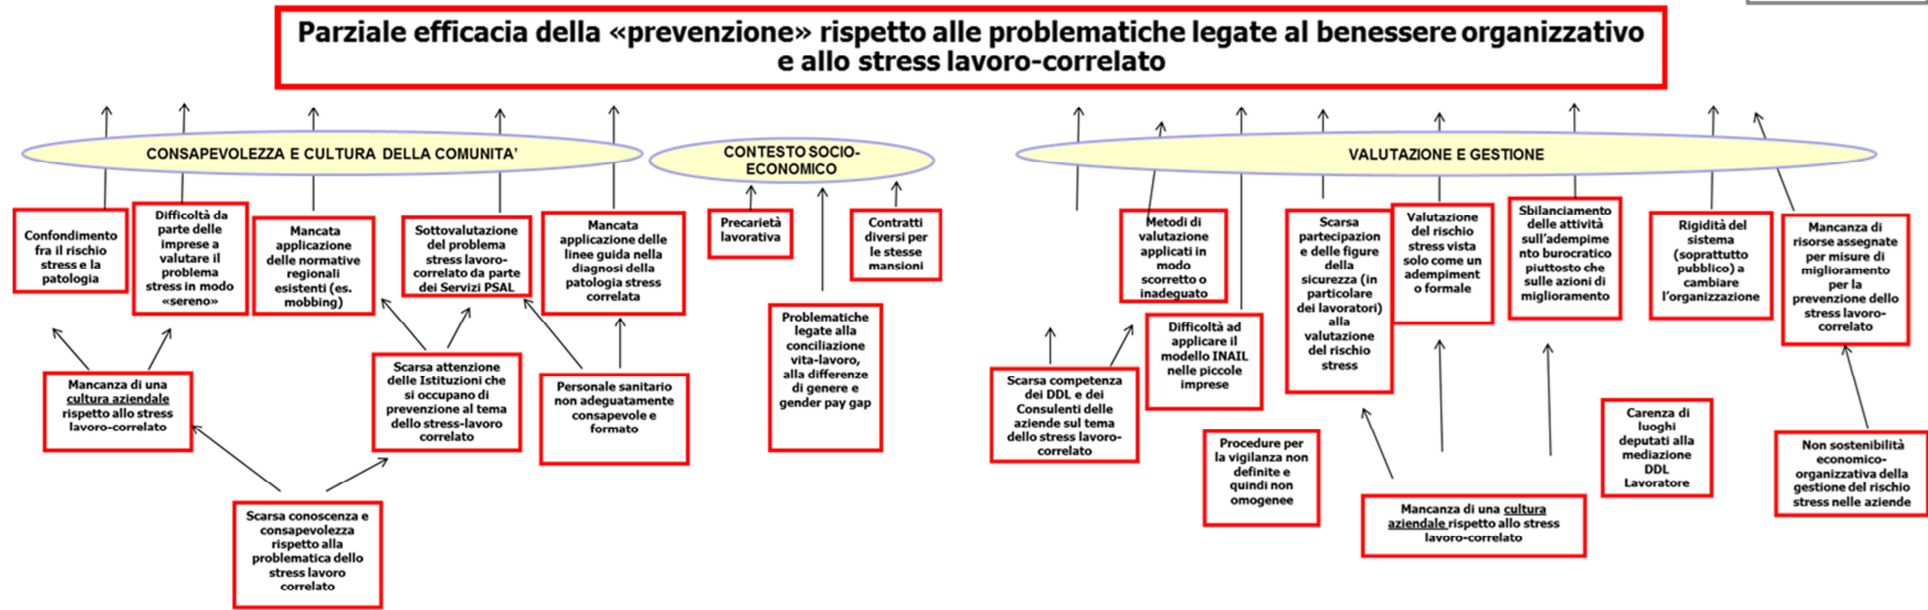 Parziale efficacia della «prevenzione» rispetto alle problematiche legate al benessere organizzativo
e allo stress lavoro-correlato
CONSAPEVOLEZZA E CULTURA DELLA COMUNITA'
CONTESTO SOCIO-
ECONOMICO
VALUTAZIONE E GESTIONE
Confondimento
fra il rischio
stress e la
patologia
Difficoltà da
parte delle
imprese a
valutare il
problema
stress in modo
«sereno»
Mancata
applicazione
delle normative
regionali
esistenti (es.
mobbing)
Sottovalutazione
del problema
stress lavoro-
correlato da parte
dei Servizi PSAL
Mancata
applicazione delle
linee guida nella
diagnosi della
patologia stress
correlata
Precarietà
lavorativa
Contratti
diversi per
le stesse
mansioni
Metodi di
valutazione
applicati in
modo
scorretto o
inadeguato
Scarsa
partecipazion
e delle figure
della
sicurezza (in
particolare
dei lavoratori)
alla
valutazione
del rischio
stress
Valutazione
del rischio
stress vista
solo come un
adempiment
o formale
Sbilanciamento
delle attività
sull'adempime
nto burocratico
piuttosto che
sulle azioni di
miglioramento
Rigidità del
sistema
(soprattutto
pubblico) a
cambiare
l'organizzazione
Mancanza di
risorse assegnate
per misure di
miglioramento
per la
prevenzione dello
stress lavoro-
correlato
Mancanza di una
cultura aziendale
rispetto allo stress
lavoro-correlato
Scarsa attenzione
delle Istituzioni che
si occupano di
prevenzione al tema
dello stress-lavoro
correlato
Personale sanitario
non adeguatamente
consapevole e
formato
Problematiche
legate alla
conciliazione
vita-lavoro,
alla differenze
di genere e
gender pay gap
Scarsa competenza
dei DDL e dei
Consulenti delle
aziende sul tema
dello stress lavoro-
correlato
Difficoltà ad
applicare il
modello INAIL
nelle piccole
imprese
Procedure per
la vigilanza non
definite e
quindi non
omogenee
Carenza di
luoghi
deputati alla
mediazione
DDL
Lavoratore
Non sostenibilità
economico-
organizzativa della
gestione del rischio
stress nelle aziende
Scarsa conoscenza e
consapevolezza
rispetto alla
problematica dello
stress lavoro
correlato
Mancanza di una cultura
aziendale rispetto allo stress
lavoro-correlato